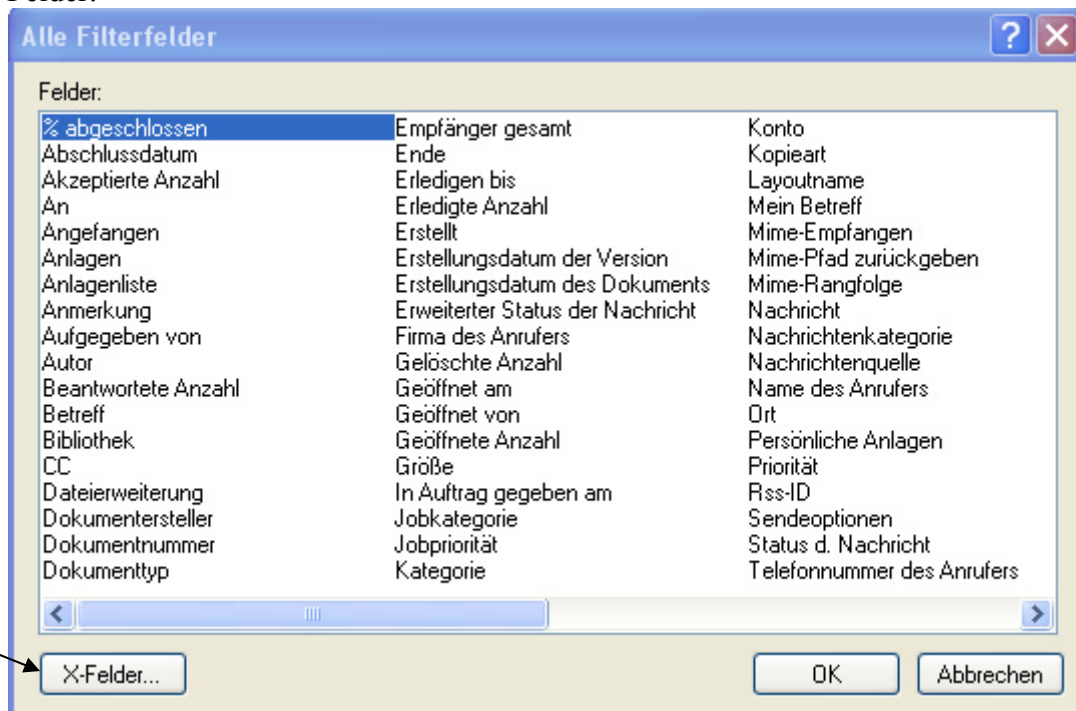 Alle Filterfelder
Felder:
% abgeschlossen
Abschlussdatum
Akzeptierte Anzahl
An
Angefangen
Anlagen
Anlagenliste
Anmerkung
Aufgegeben von
Autor
Beantwortete Anzahl
Betreff
Bibliothek
CC
Dateierweiterung
Dokumentersteller
Dokumentnummer
Dokumenttyp
Empfänger gesamt
Ende
Erledigen bis
Erledigte Anzahl
Erstellt
Erstellungsdatum der Version
Erstellungsdatum des Dokuments
Erweiterter Status der Nachricht
Firma des Anrufers
Gelöschte Anzahl
Geöffnet am
Geöffnet von
Geöffnete Anzahl
Größe
In Auftrag gegeben am
Jobkategorie
Jobpriorität
Kategorie
Konto
Kopieart
Layoutname
Mein Betreff
Mime-Empfangen
Mime-Pfad zurückgeben
Mime-Rangfolge
Nachricht
Nachrichtenkategorie
Nachrichtenquelle
Name des Anrufers
Ort
Persönliche Anlagen
Priorität
Rss-ID
Sendeoptionen
Status d. Nachricht
Telefonnummer des Anrufers
X-Felder...
OK
Abbrechen